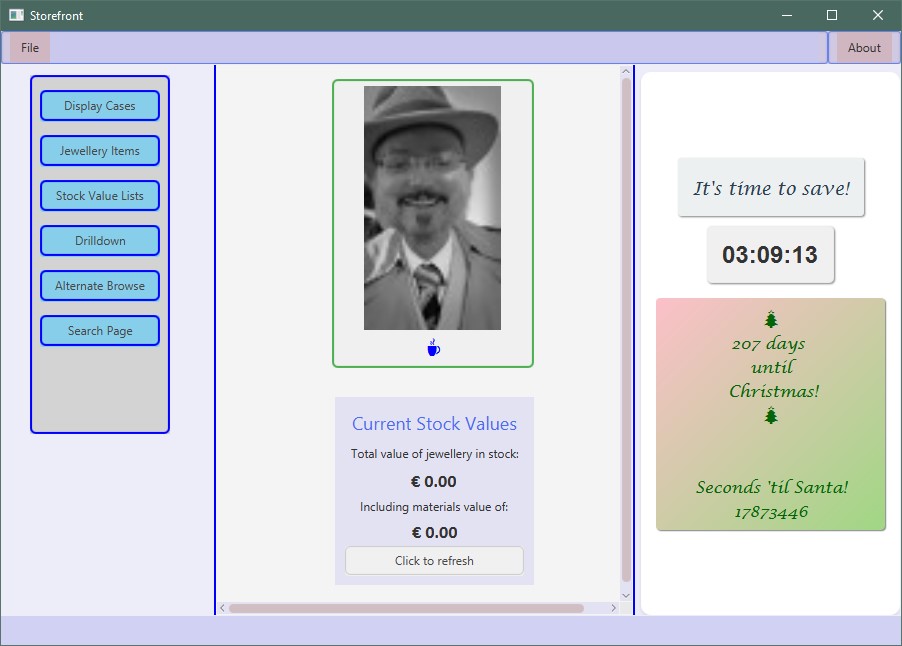 Storefront
File
About
Display Cases
Jewellery Items
Stock Value Lists
Drilldown
Alternate Browse
Search Page
Current Stock Values
Total value of jewellery in stock:
€ 0.00
Including materials value of:
€ 0.00
Click to refresh
It's time to save!
03:09:13
207 days
until
Christmas!
Seconds 'til Santa!
17873446